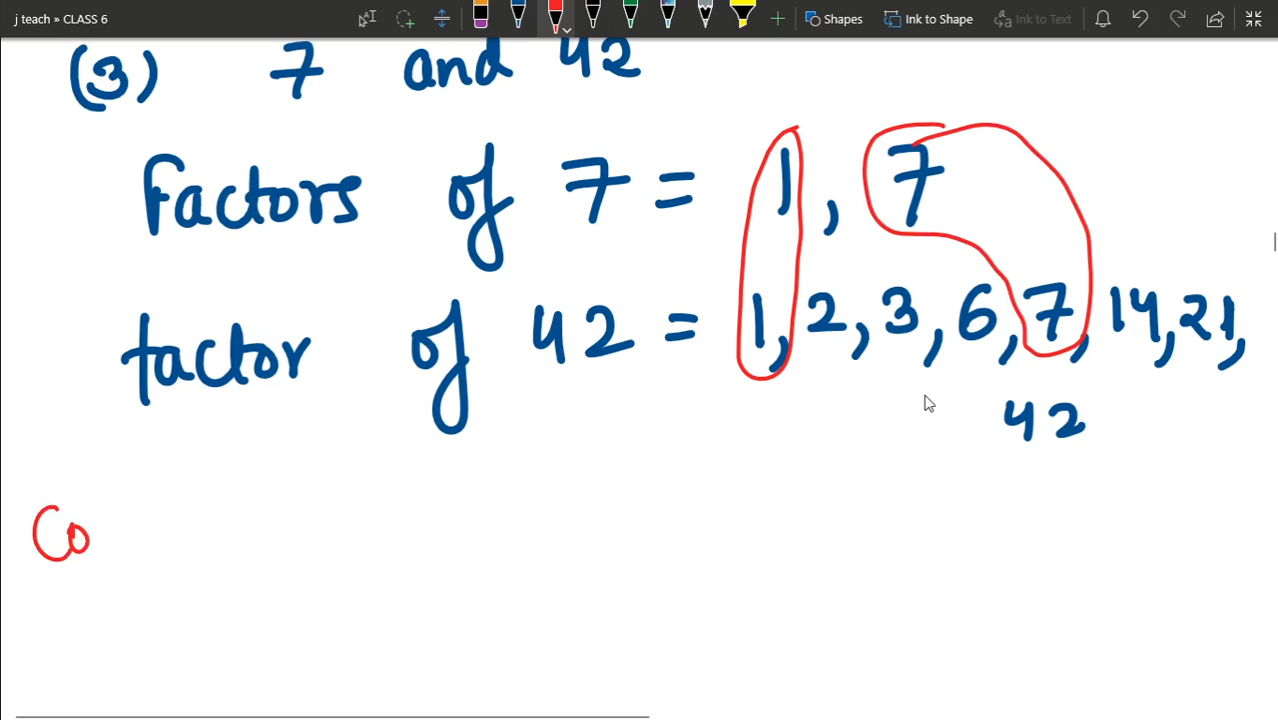 j teach » CLASS 6
Shapes
Ink to Shape
Ink to Text
(3) 7 and 42
Factors of 7 = 1, 7
factor of 42 = 1, 2, 3, 6, 7, 14, 21,
42
Co